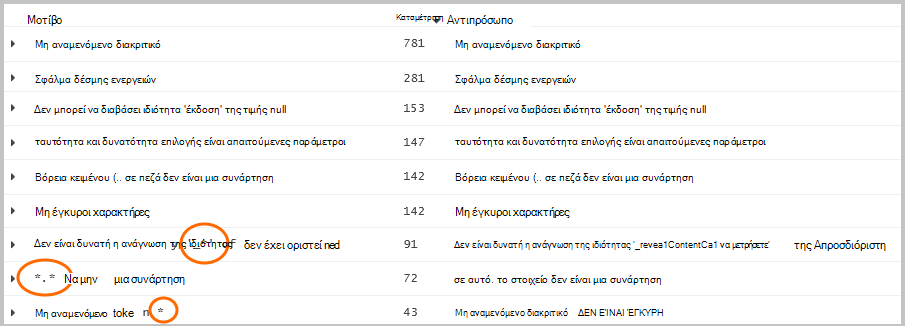 Μοτίβο Καταμέτρηση Αντιπρόσωπο
Μη αναμενόμενο διακριτικό 781 Μη αναμενόμενο διακριτικό
Σφάλμα δέσμης ενεργειών 281 Σφάλμα δέσμης ενεργειών
Δεν μπορεί να διαβάσει ιδιότητα 'έκδοση' της τιμής null 153 Δεν μπορεί να διαβάσει ιδιότητα 'έκδοση' της τιμής null
ταυτότητα και δυνατότητα επιλογής είναι απαιτούμενες παράμετροι 147 ταυτότητα και δυνατότητα επιλογής είναι απαιτούμενες παράμετροι
Βόρεια κειμένου (.. σε πεζά δεν είναι μια συνάρτηση 142 Βόρεια κειμένου (.. σε πεζά δεν είναι μια συνάρτηση
Μη έγκυροι χαρακτήρες 142 Μη έγκυροι χαρακτήρες
Δεν είναι δυνατή η ανάγνωση της ιδιότητας δεν έχει οριστεί ned 91 Δεν είναι δυνατή η ανάγνωση της ιδιότητας '_revea1ContentCa1 να μετρήσετε' της Απροσδιόριστη
*.* Να μην μια συνάρτηση 72 σε αυτό. το στοιχείο δεν είναι μια συνάρτηση
Μη αναμενόμενο toke n * 43 Μη αναμενόμενο διακριτικό ΔΕΝ ΕΊΝΑΙ ΈΓΚΥΡΗ